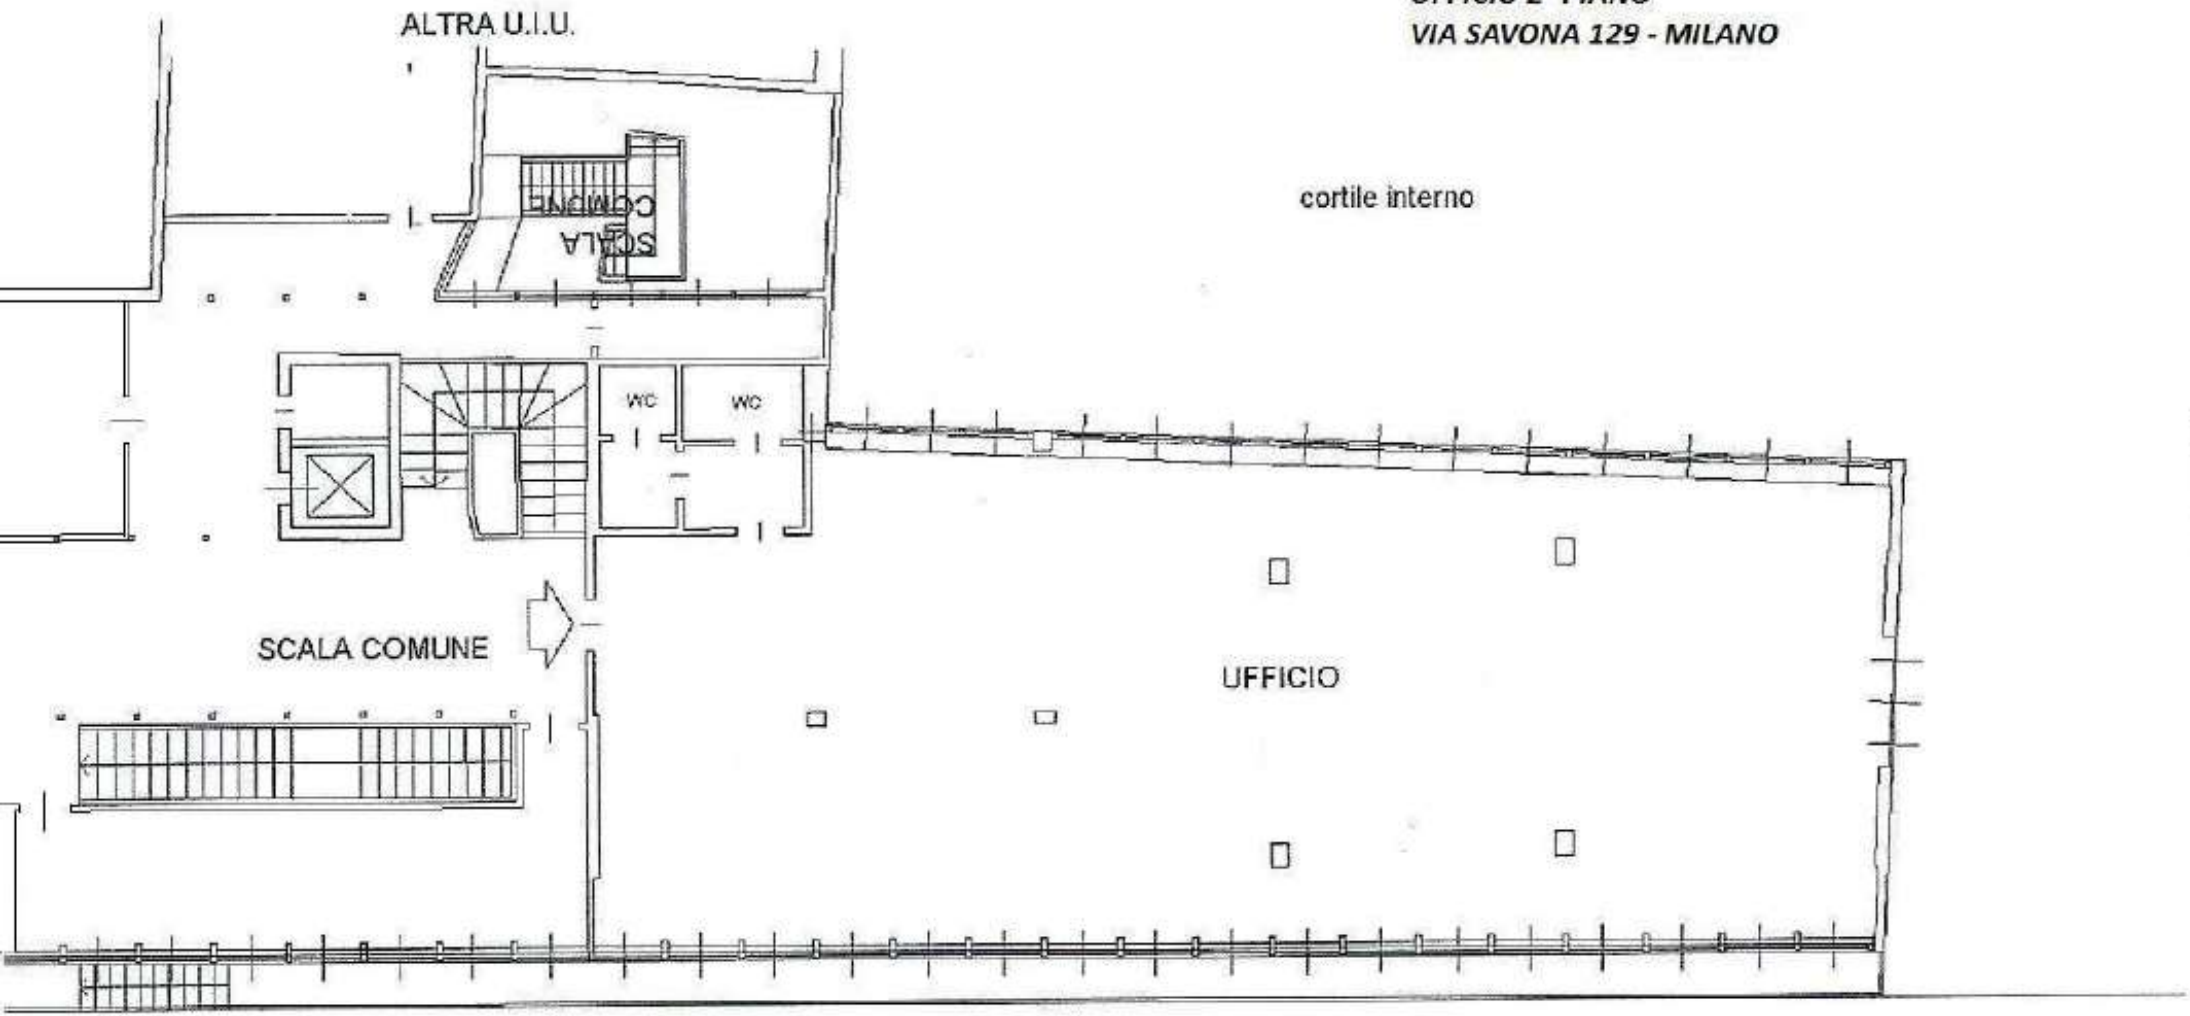 ALTRA U.I.U.
VIA SAVONA 129 - MILANO
cortile interno
SCALA
COMUNE
WC
WC
SCALA COMUNE
UFFICIO